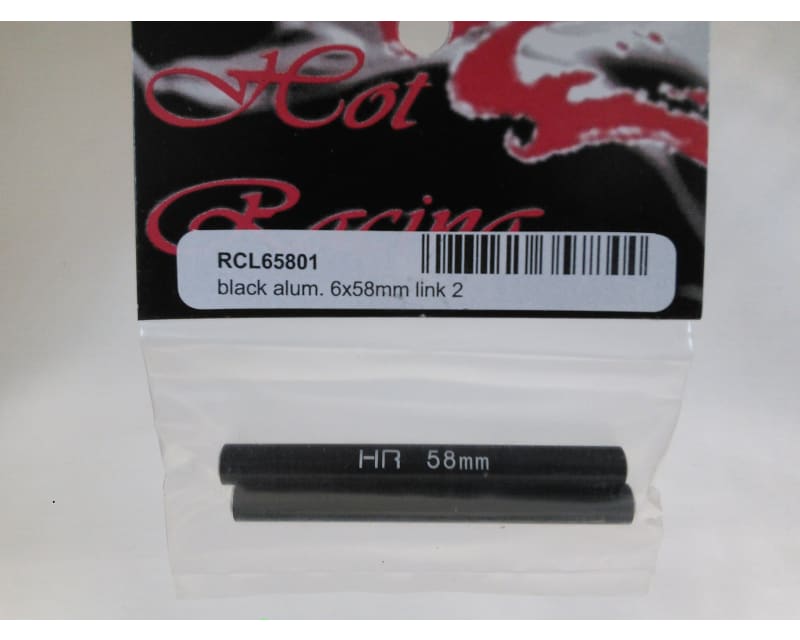 Hot
Racing
RCL65801
black alum. 6x58mm link 2
HR 58mm